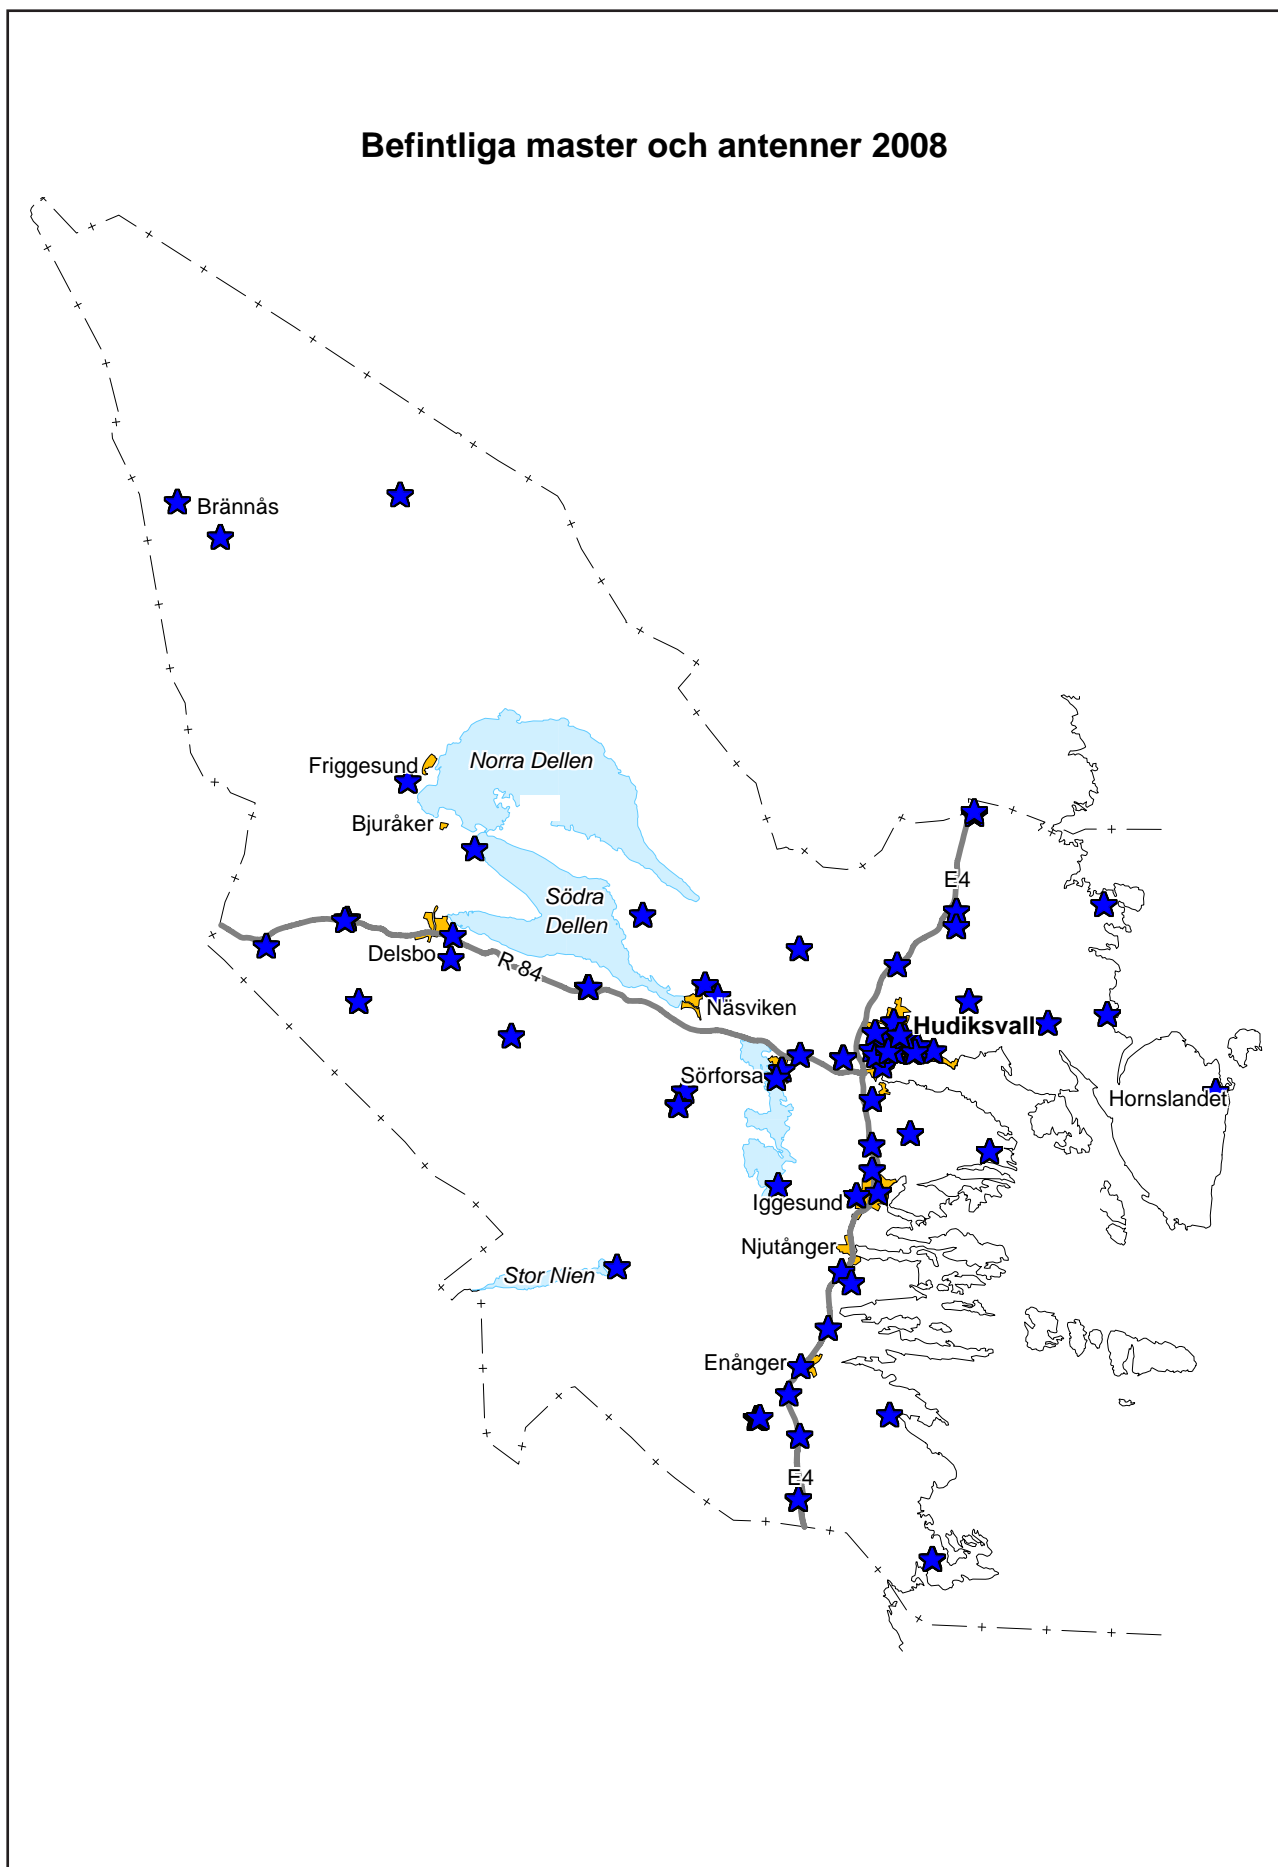 Befintliga master och antenner 2008
Brännås
Friggesund
Norra Dellen
Bjuråker
E4
Södra
Dellen
Delsbo
R 84
Näsviken
Hudiksvall
Sörforsa
Hornslandet
Iggesund
Njutånger
Stor Nien
Enånger
E4